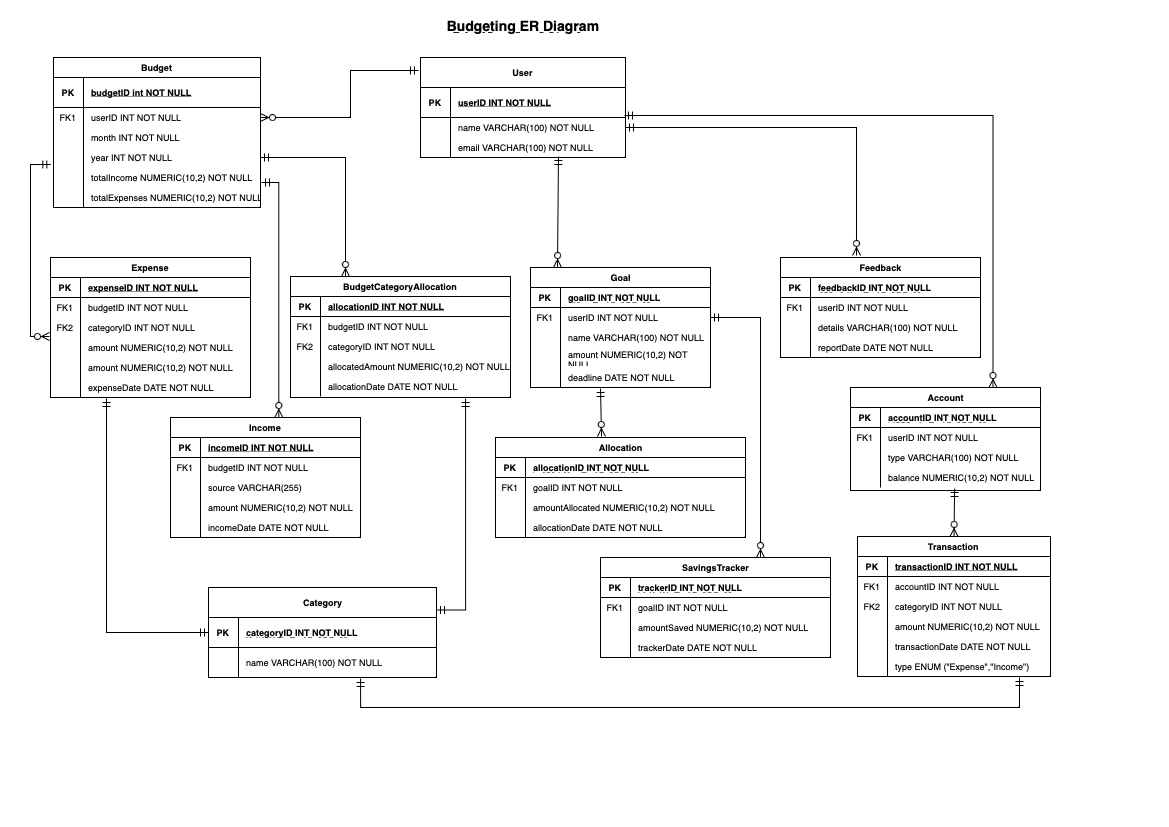 Budgeting ER Diagram
Budget
PK budgetID int NOT NULL
FK1 userID INT NOT NULL
month INT NOT NULL
year INT NOT NULL
totalIncome NUMERIC(10,2) NOT NULL
totalExpenses NUMERIC(10,2) NOT NULL
User
PK userID INT NOT NULL
name VARCHAR(100) NOT NULL
email VARCHAR(100) NOT NULL
Expense
PK expenseID INT NOT NULL
FK1 budgetID INT NOT NULL
FK2 categoryID INT NOT NULL
amount NUMERIC(10,2) NOT NULL
amount NUMERIC(10,2) NOT NULL
expenseDate DATE NOT NULL
BudgetCategoryAllocation
PK allocationID INT NOT NULL
FK1 budgetID INT NOT NULL
FK2 categoryID INT NOT NULL
allocatedAmount NUMERIC(10,2) NOT NULL
allocationDate DATE NOT NULL
Goal
PK goalID INT NOT NULL
FK1 userID INT NOT NULL
name VARCHAR(100) NOT NULL
amount NUMERIC(10,2) NOT
NULL
deadline DATE NOT NULL
Feedback
PK feedbackID INT NOT NULL
FK1 userID INT NOT NULL
details VARCHAR(100) NOT NULL
reportDate DATE NOT NULL
Account
PK accountID INT NOT NULL
FK1 userID INT NOT NULL
type VARCHAR(100) NOT NULL
balance NUMERIC(10,2) NOT NULL
Income
PK incomeID INT NOT NULL
FK1 budgetID INT NOT NULL
source VARCHAR(255)
amount NUMERIC(10,2) NOT NULL
incomeDate DATE NOT NULL
Allocation
PK allocationID INT NOT NULL
FK1 goalID INT NOT NULL
amountAllocated NUMERIC(10,2) NOT NULL
allocationDate DATE NOT NULL
SavingsTracker
PK trackerID INT NOT NULL
FK1 goalID INT NOT NULL
amountSaved NUMERIC(10,2) NOT NULL
trackerDate DATE NOT NULL
Transaction
PK transactionID INT NOT NULL
FK1 accountID INT NOT NULL
FK2 categoryID INT NOT NULL
amount NUMERIC(10,2) NOT NULL
transactionDate DATE NOT NULL
type ENUM ("Expense","Income")
Category
PK categoryID INT NOT NULL
name VARCHAR(100) NOT NULL